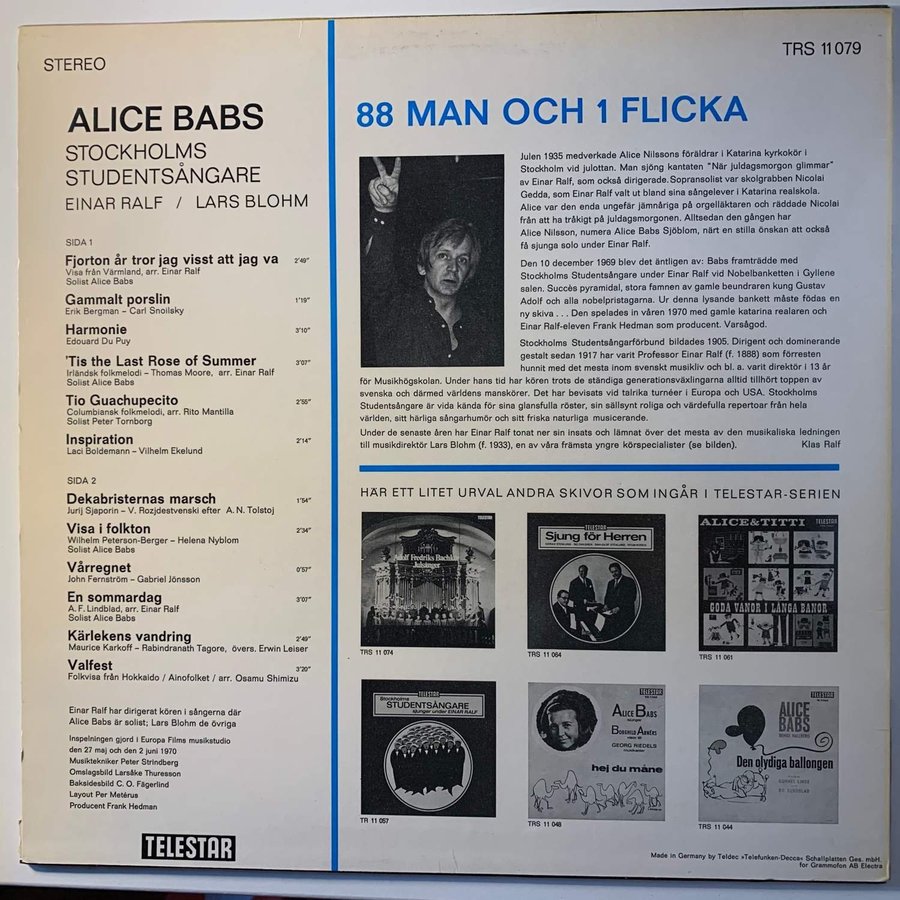 STEREO
TRS 11 079
ALICE BABS
STOCKHOLMS
STUDENTSÅNGARE
EINAR RALF / LARS BLOHM
SIDA 1
Fjorton år tror jag visst att jag va 2'49"
Visa från Värmland, arr. Einar Ralf
Solist Alice Babs
Gammalt porslin 1'19"
Erik Bergman – Carl Snoilsky
Harmonie 3'10"
Edouard Du Puy
'Tis the Last Rose of Summer 3'07"
Irländsk folkmelodi – Thomas Moore, arr. Einar Ralf
Solist Alice Babs
Tio Guachupecito 2'55"
Columbiansk folkmelodi, arr. Rito Mantilla
Solist Peter Tornborg
Inspiration 2'14"
Laci Boldemann – Vilhelm Ekelund
SIDA 2
Dekabristernas marsch 1'54"
Jurij Sjaporin – V. Rozjdestvenski efter A. N. Tolstoj
Visa i folkton 2'34"
Wilhelm Peterson-Berger – Helena Nyblom
Solist Alice Babs
Vårregnet 0'57"
John Fernström – Gabriel Jönsson
En sommardag 3'07"
A. F. Lindblad, arr. Einar Ralf
Solist Alice Babs
Kärlekens vandring 2'49"
Maurice Karkoff – Rabindranath Tagore, övers. Erwin Leiser
Valfest 3'20"
Folkvisa från Hokkaido / Ainofolket / arr. Osamu Shimizu
Einar Ralf har dirigerat kören i sångerna där
Alice Babs är solist; Lars Blohm de övriga
Inspelningen gjord i Europa Films musikstudio
den 27 maj och den 2 juni 1970
Musiktekniker Peter Strindberg
Omslagsbild Larsåke Thuresson
Baksidesbild C. O. Fägerlind
Layout Per Metérus
Producent Frank Hedman
TELESTAR
88 MAN OCH 1 FLICKA
Julen 1935 medverkade Alice Nilssons föräldrar i Katarina kyrkokör i
Stockholm vid julottan. Man sjöng kantaten "När juldagsmorgon glimmar"
av Einar Ralf, som också dirigerade. Sopransolist var skolgrabben Nicolai
Gedda, som Einar Ralf valt ut bland sina sångelever i Katarina realskola.
Alice var den enda ungefär jämnåriga på orgelläktaren och räddade Nicolai
från att ha tråkigt på juldagsmorgonen. Alltsedan den gången har
Alice Nilsson, numera Alice Babs Sjöblom, närt en stilla önskan att också
få sjunga solo under Einar Ralf.
Den 10 december 1969 blev det äntligen av: Babs framträdde med
Stockholms Studentsångare under Einar Ralf vid Nobelbanketten i Gyllene
salen. Succès pyramidal, stora famnen av gamle beundraren kung Gustav
Adolf och alla nobelpristagarna. Ur denna lysande bankett måste födas en
ny skiva . . . Den spelades in våren 1970 med gamle katarina realaren och
Einar Ralf-eleven Frank Hedman som producent. Varsågod.
Stockholms Studentsångarförbund bildades 1905. Dirigent och dominerande
gestalt sedan 1917 har varit Professor Einar Ralf (f. 1888) som förresten
hunnit med det mesta inom svenskt musikliv och bl. a. varit direktör i 13 år
för Musikhögskolan. Under hans tid har kören trots de ständiga generationsväxlingarna alltid tillhört toppen av
svenska och därmed världens manskörer. Det har bevisats vid talrika turnéer i Europa och USA. Stockholms
Studentsångare är vida kända för sina glansfulla röster, sin sällsynt roliga och värdefulla repertoar från hela
världen, sitt härliga sångarhumör och sitt friska naturliga musicerande.
Under de senaste åren har Einar Ralf tonat ner sin insats och lämnat över det mesta av den musikaliska ledningen
till musikdirektör Lars Blohm (f. 1933), en av våra främsta yngre körspecialister (se bilden). Klas Ralf
HÄR ETT LITET URVAL ANDRA SKIVOR SOM INGÅR I TELESTAR-SERIEN
TELESTAR
Adolf Fredriks Bachkör
Julsånger
TRS 11 074
TELESTAR
Sjung för Herren
TRS 11 064
ALICE & TITTI TELESTAR
GODA VANOR I LÅNGA BANOR
TRS 11 061
TELESTAR
Stockholms
STUDENTSÅNGARE
sjunger under EINAR RALF
TR 11 057
TELESTAR
ALICE BABS
sjunger
BORGHILD ARNÉRS
visor till
GEORG RIEDELS
hej du måne
TRS 11 048
TELESTAR
ALICE
BABS
Den olydiga ballongen
TRS 11 044
Made in Germany by Teldec »Telefunken-Decca« Schallplatten Ges. mbH.
for Grammofon AB Electra